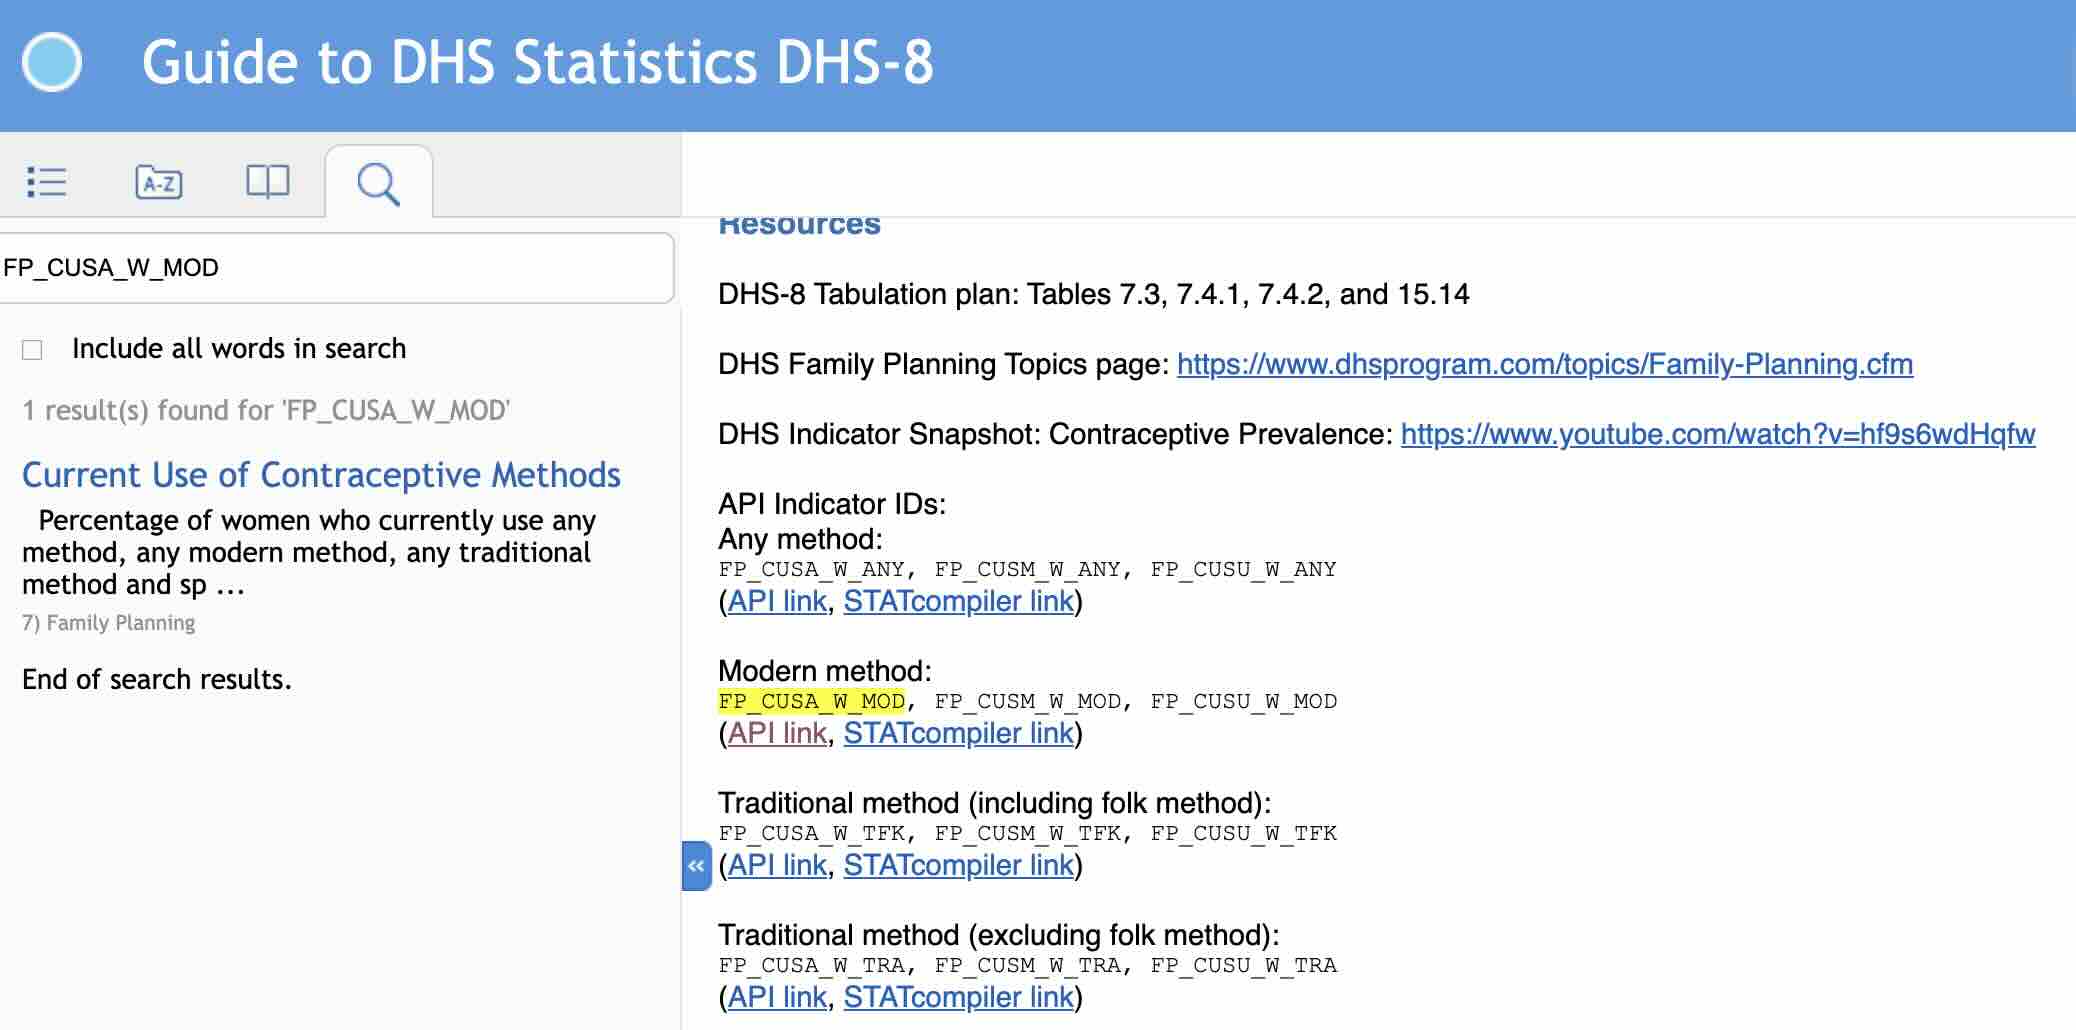 Guide to DHS Statistics DHS-8
A-Z
FP_CUSA_W_MOD
Include all words in search
1 result(s) found for 'FP_CUSA_W_MOD'
Current Use of Contraceptive Methods
Percentage of women who currently use any
method, any modern method, any traditional
method and sp ...
7) Family Planning
End of search results.
Resources
DHS-8 Tabulation plan: Tables 7.3, 7.4.1, 7.4.2, and 15.14
DHS Family Planning Topics page: https://www.dhsprogram.com/topics/Family-Planning.cfm
DHS Indicator Snapshot: Contraceptive Prevalence: https://www.youtube.com/watch?v=hf9s6wdHqfw
API Indicator IDs:
Any method:
FP_CUSA_W_ANY, FP_CUSM_W_ANY, FP_CUSU_W_ANY
(API link, STATcompiler link)
Modern method:
FP_CUSA_W_MOD, FP_CUSM_W_MOD, FP_CUSU_W_MOD
(API link, STATcompiler link)
Traditional method (including folk method):
FP_CUSA_W_TFK, FP_CUSM_W_TFK, FP_CUSU_W_TFK
(API link, STATcompiler link)
Traditional method (excluding folk method):
FP_CUSA_W_TRA, FP_CUSM_W_TRA, FP_CUSU_W_TRA
(API link, STATcompiler link)